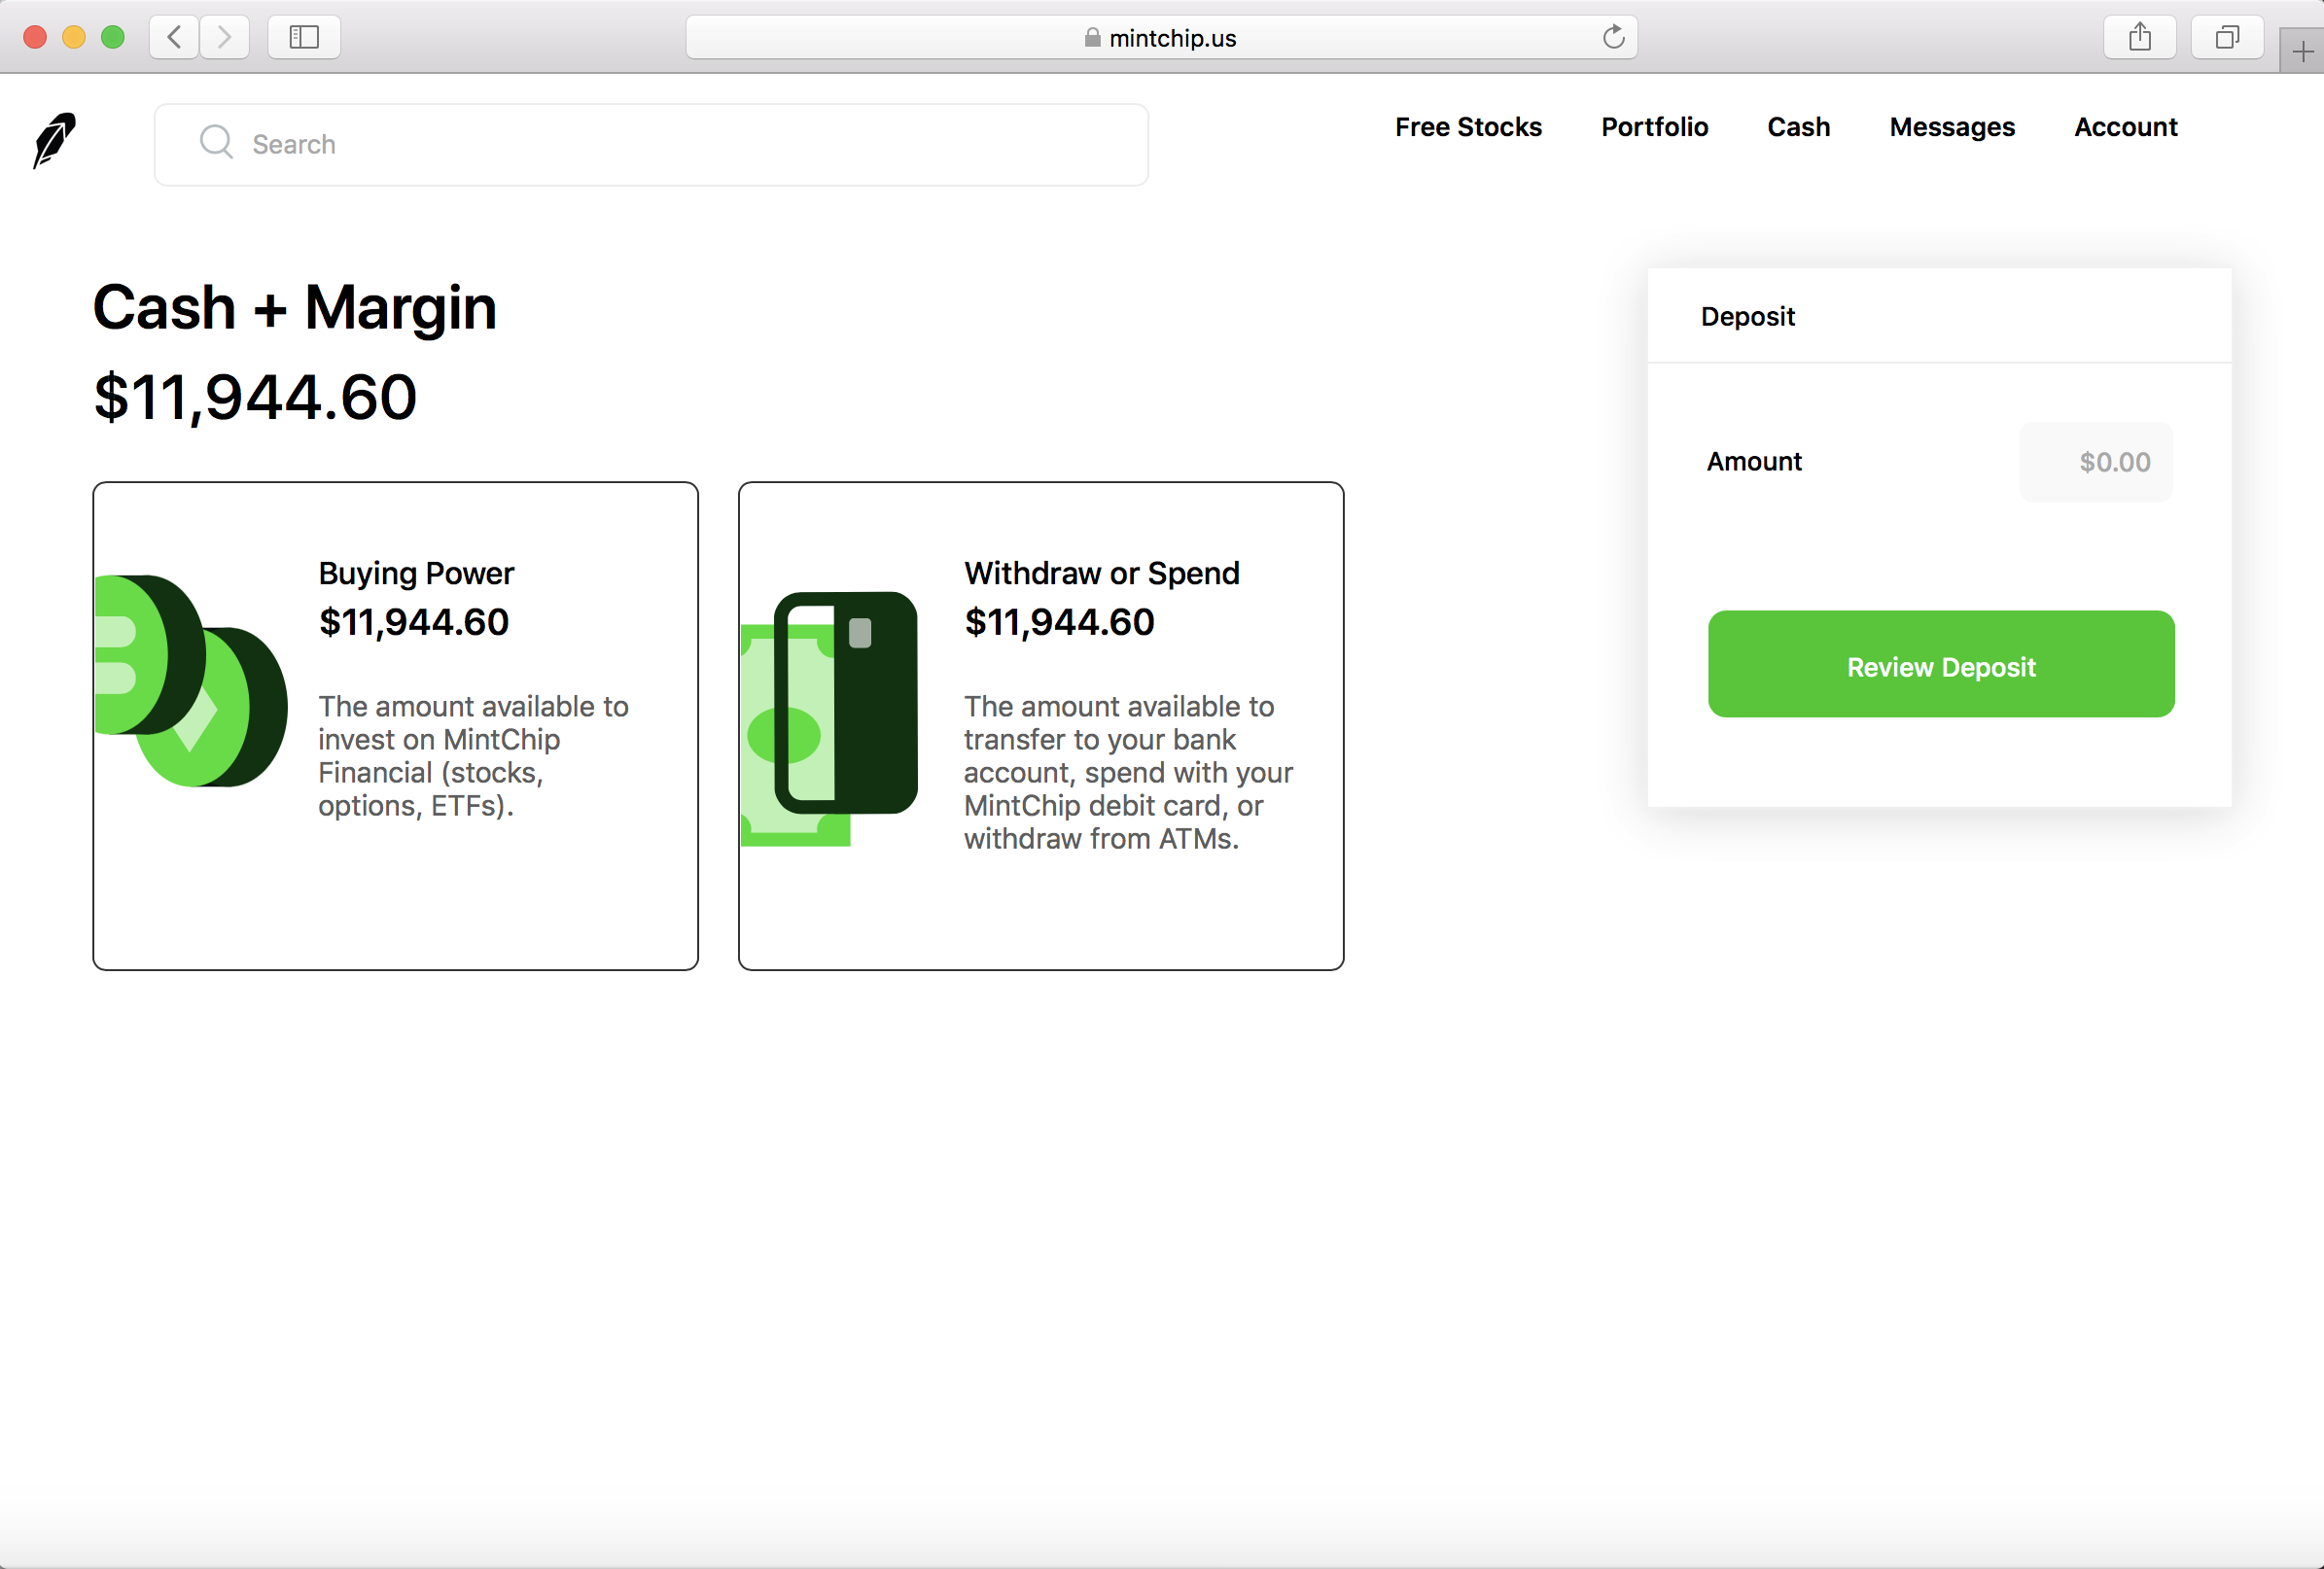 mintchip.us
Search
Free Stocks
Portfolio
Cash
Messages
Account
Cash + Margin
$11,944.60
Buying Power
$11,944.60
The amount available to
invest on MintChip
Financial (stocks,
options, ETFs).
Withdraw or Spend
$11,944.60
The amount available to
transfer to your bank
account, spend with your
MintChip debit card, or
withdraw from ATMs.
Deposit
Amount
$0.00
Review Deposit